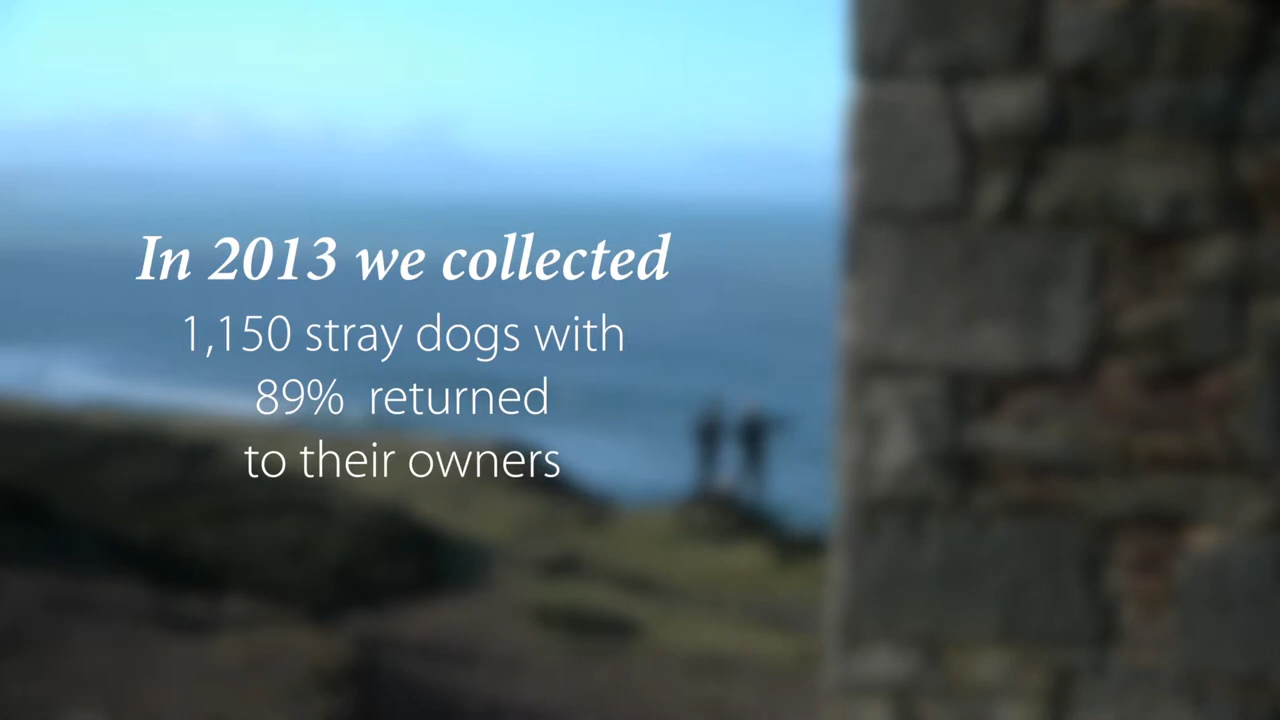 In 2013 we collected
1,150 stray dogs with
89% returned
to their owners